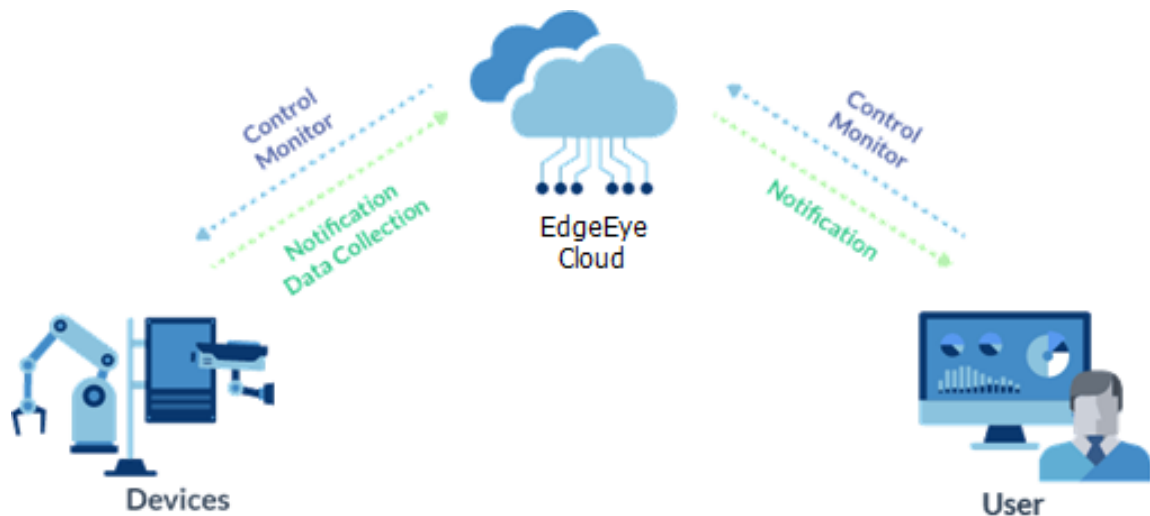 Control
Monitor
Notification
Data Collection
EdgeEye
Cloud
Control
Monitor
Notification
Devices
User